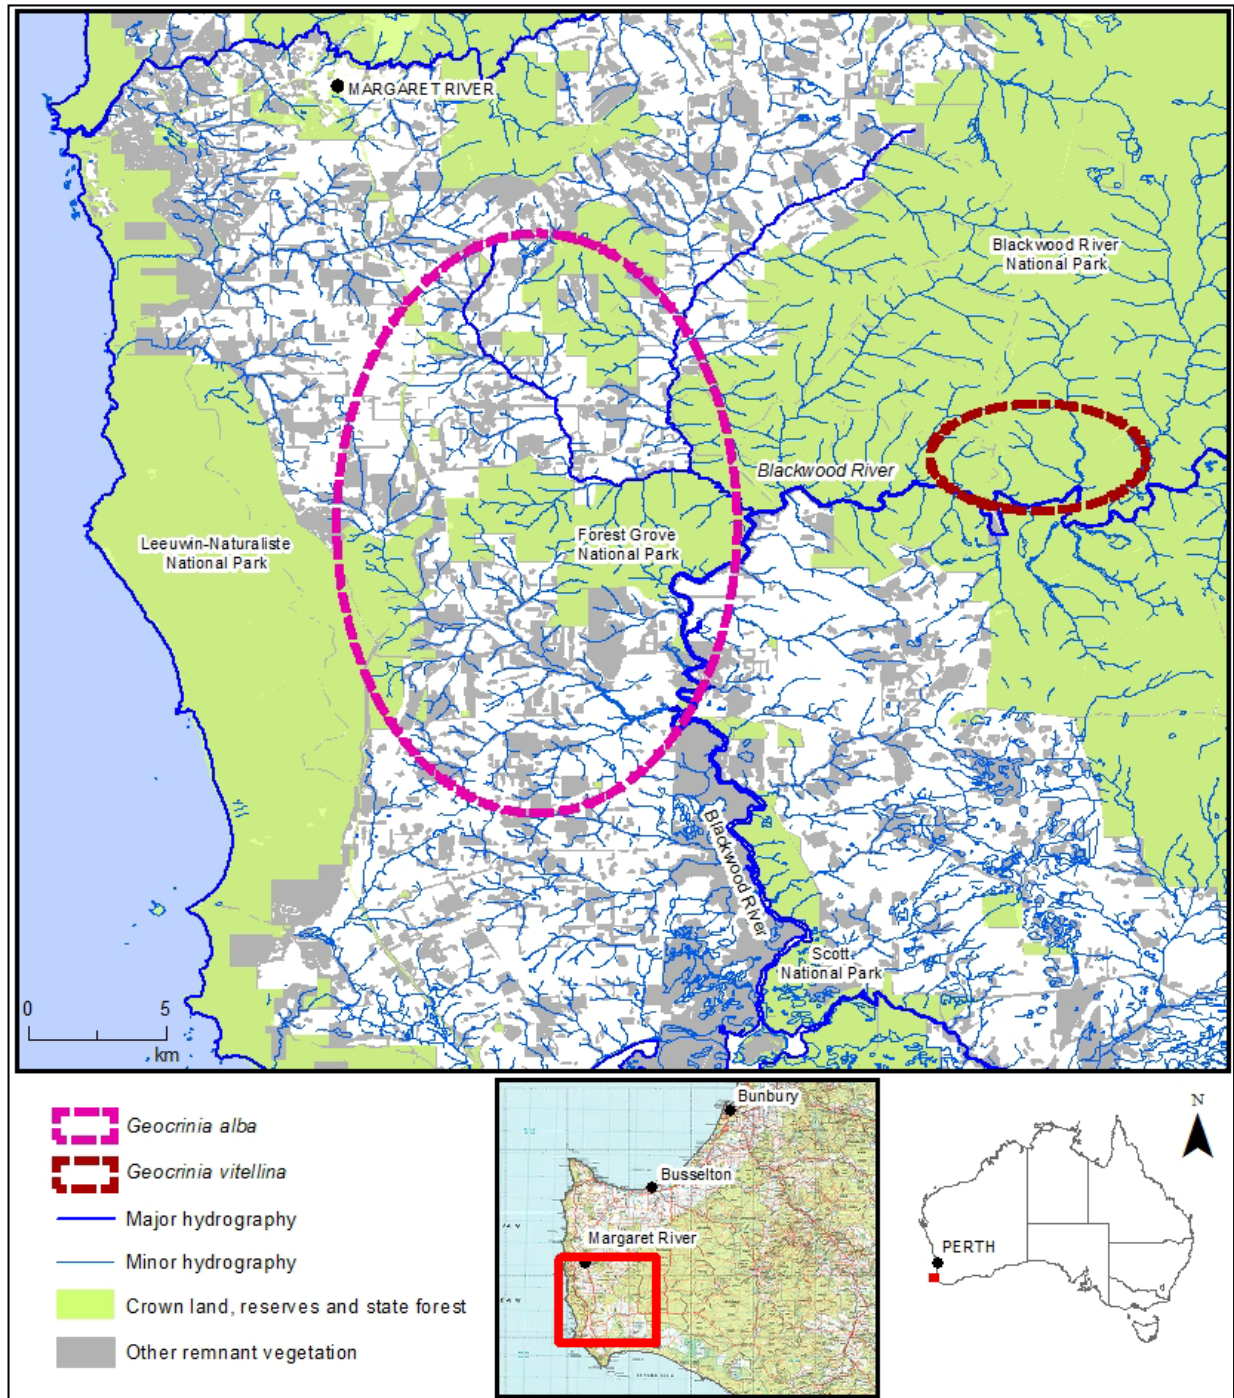 MARGARET RIVER
Blackwood River
National Park
Blackwood River
Leeuwin-Naturaliste
National Park
Forest Grove
National Park
Blackwood River
Scott
National Park
0 5
km
Geocrinia alba
Geocrinia vitellina
Major hydrography
Minor hydrography
Crown land, reserves and state forest
Other remnant vegetation
Bunbury
Busselton
Margaret River
N
PERTH